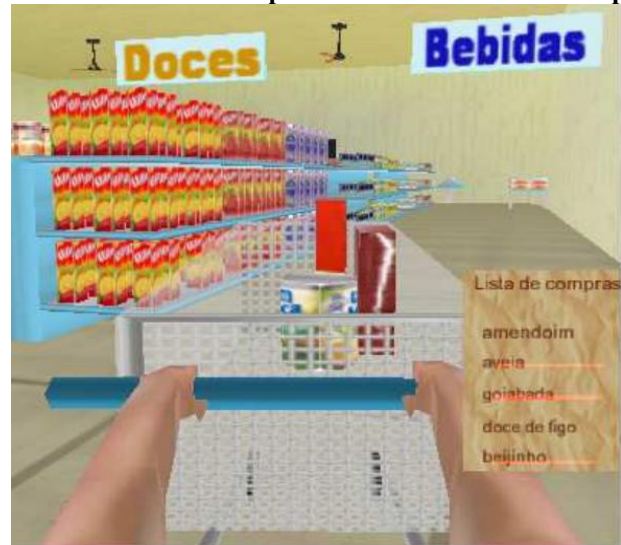 Doces
Bebidas
Lista de compras
amendoim
aveia
goiabada
doce de figo
beijinho